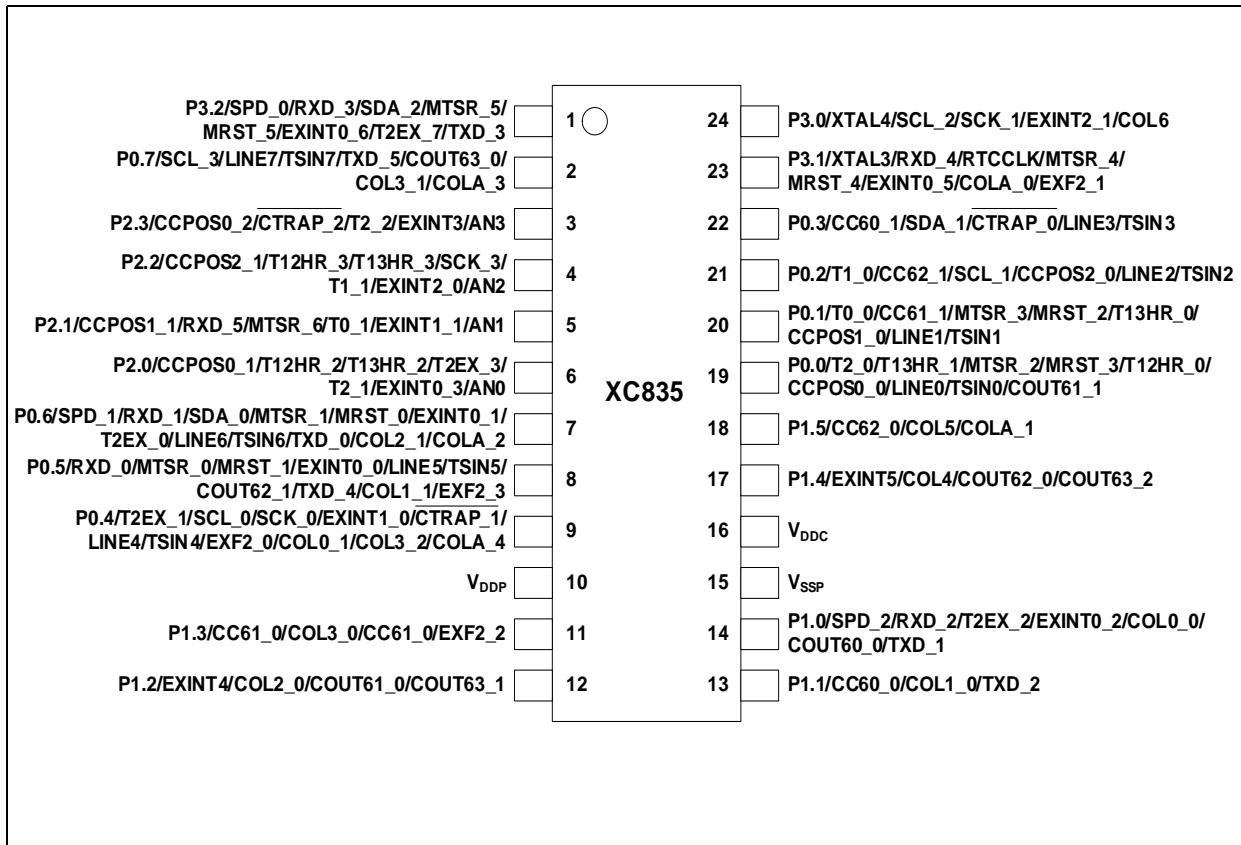 P3.2/SPD_0/RXD_3/SDA_2/MTSR_5/
MRST_5/EXINT0_6/T2EX_7/TXD_3
1
P0.7/SCL_3/LINE7/TSIN7/TXD_5/COUT63_0/
COL3_1/COLA_3
2
P2.3/CCPOS0_2/CTRAP_2/T2_2/EXINT3/AN3
3
P2.2/CCPOS2_1/T12HR_3/T13HR_3/SCK_3/
T1_1/EXINT2_0/AN2
4
P2.1/CCPOS1_1/RXD_5/MTSR_6/T0_1/EXINT1_1/AN1
5
P2.0/CCPOS0_1/T12HR_2/T13HR_2/T2EX_3/
T2_1/EXINT0_3/AN0
6
P0.6/SPD_1/RXD_1/SDA_0/MTSR_1/MRST_0/EXINT0_1/
T2EX_0/LINE6/TSIN6/TXD_0/COL2_1/COLA_2
7
P0.5/RXD_0/MTSR_0/MRST_1/EXINT0_0/LINE5/TSIN5/
COUT62_1/TXD_4/COL1_1/EXF2_3
8
P0.4/T2EX_1/SCL_0/SCK_0/EXINT1_0/CTRAP_1/
LINE4/TSIN4/EXF2_0/COL0_1/COL3_2/COLA_4
9
VDDP
10
P1.3/CC61_0/COL3_0/CC61_0/EXF2_2
11
P1.2/EXINT4/COL2_0/COUT61_0/COUT63_1
12
XC835
24
P3.0/XTAL4/SCL_2/SCK_1/EXINT2_1/COL6
23
P3.1/XTAL3/RXD_4/RTCCLK/MTSR_4/
MRST_4/EXINT0_5/COLA_0/EXF2_1
22
P0.3/CC60_1/SDA_1/CTRAP_0/LINE3/TSIN3
21
P0.2/T1_0/CC62_1/SCL_1/CCPOS2_0/LINE2/TSIN2
20
P0.1/T0_0/CC61_1/MTSR_3/MRST_2/T13HR_0/
CCPOS1_0/LINE1/TSIN1
19
P0.0/T2_0/T13HR_1/MTSR_2/MRST_3/T12HR_0/
CCPOS0_0/LINE0/TSIN0/COUT61_1
18
P1.5/CC62_0/COL5/COLA_1
17
P1.4/EXINT5/COL4/COUT62_0/COUT63_2
16
VDDC
15
VSSP
14
P1.0/SPD_2/RXD_2/T2EX_2/EXINT0_2/COL0_0/
COUT60_0/TXD_1
13
P1.1/CC60_0/COL1_0/TXD_2